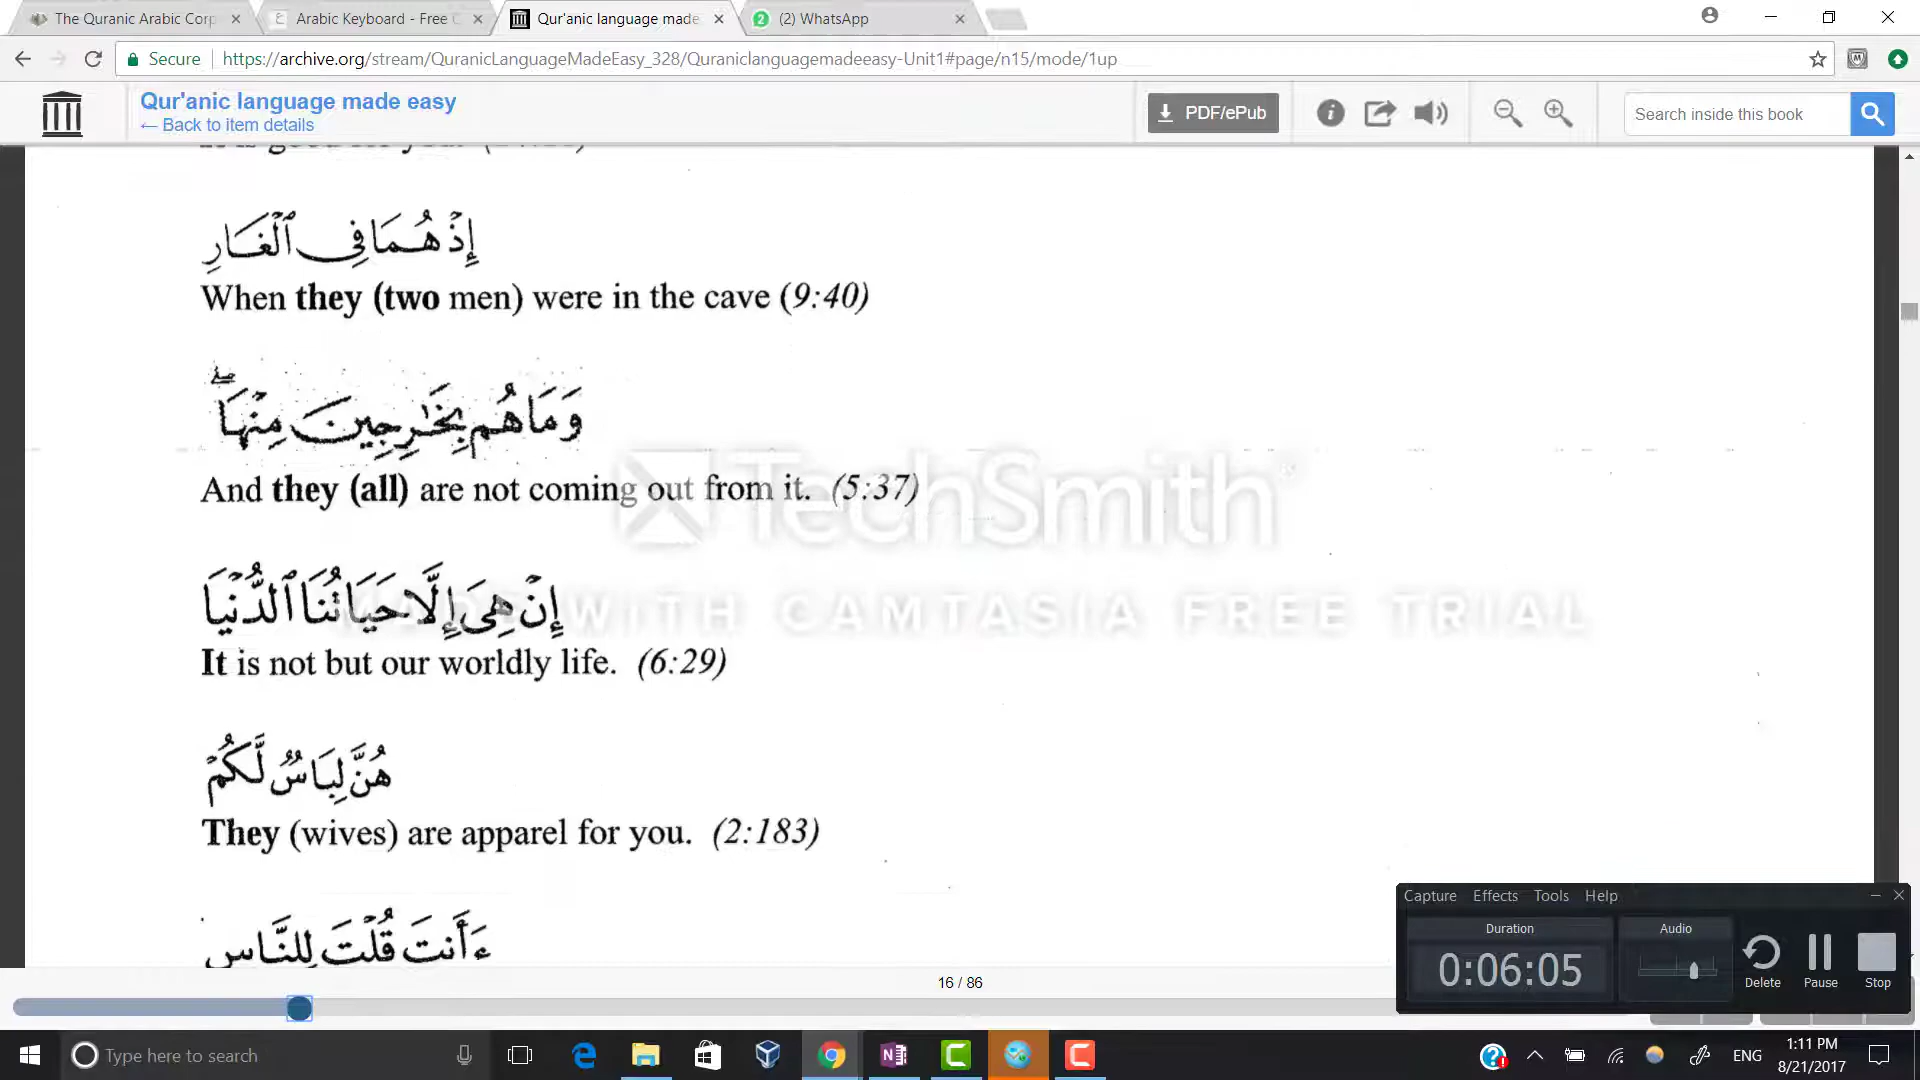 The Quranic Arabic Corp
Arabic Keyboard - Free
Qur'anic language made
(2) WhatsApp
Secure
https://archive.org/stream/QuranicLanguageMadeEasy_328/Quraniclanguagemadeeasy-Unit1#page/n15/mode/1up
Qur'anic language made easy
← Back to item details
PDF/ePub
Search inside this book
إِذْ هُمَا فِى ٱلْغَارِ
When they (two men) were in the cave (9:40)
وَمَا هُم بِخَٰرِجِينَ مِنْهَا ۖ
And they (all) are not coming out from it. (5:37)
TechSmith
إِنْ هِىَ إِلَّا حَيَاتُنَا ٱلدُّنْيَا
MADE WITH CAMTASIA FREE TRIAL
It is not but our worldly life. (6:29)
هُنَّ لِبَاسٌ لَّكُمْ
They (wives) are apparel for you. (2:183)
ءَأَنتَ قُلْتَ لِلنَّاسِ
Capture Effects Tools Help
Duration
Audio
0:06:05
Delete
Pause
Stop
16 / 86
Type here to search
ENG
1:11 PM
8/21/2017